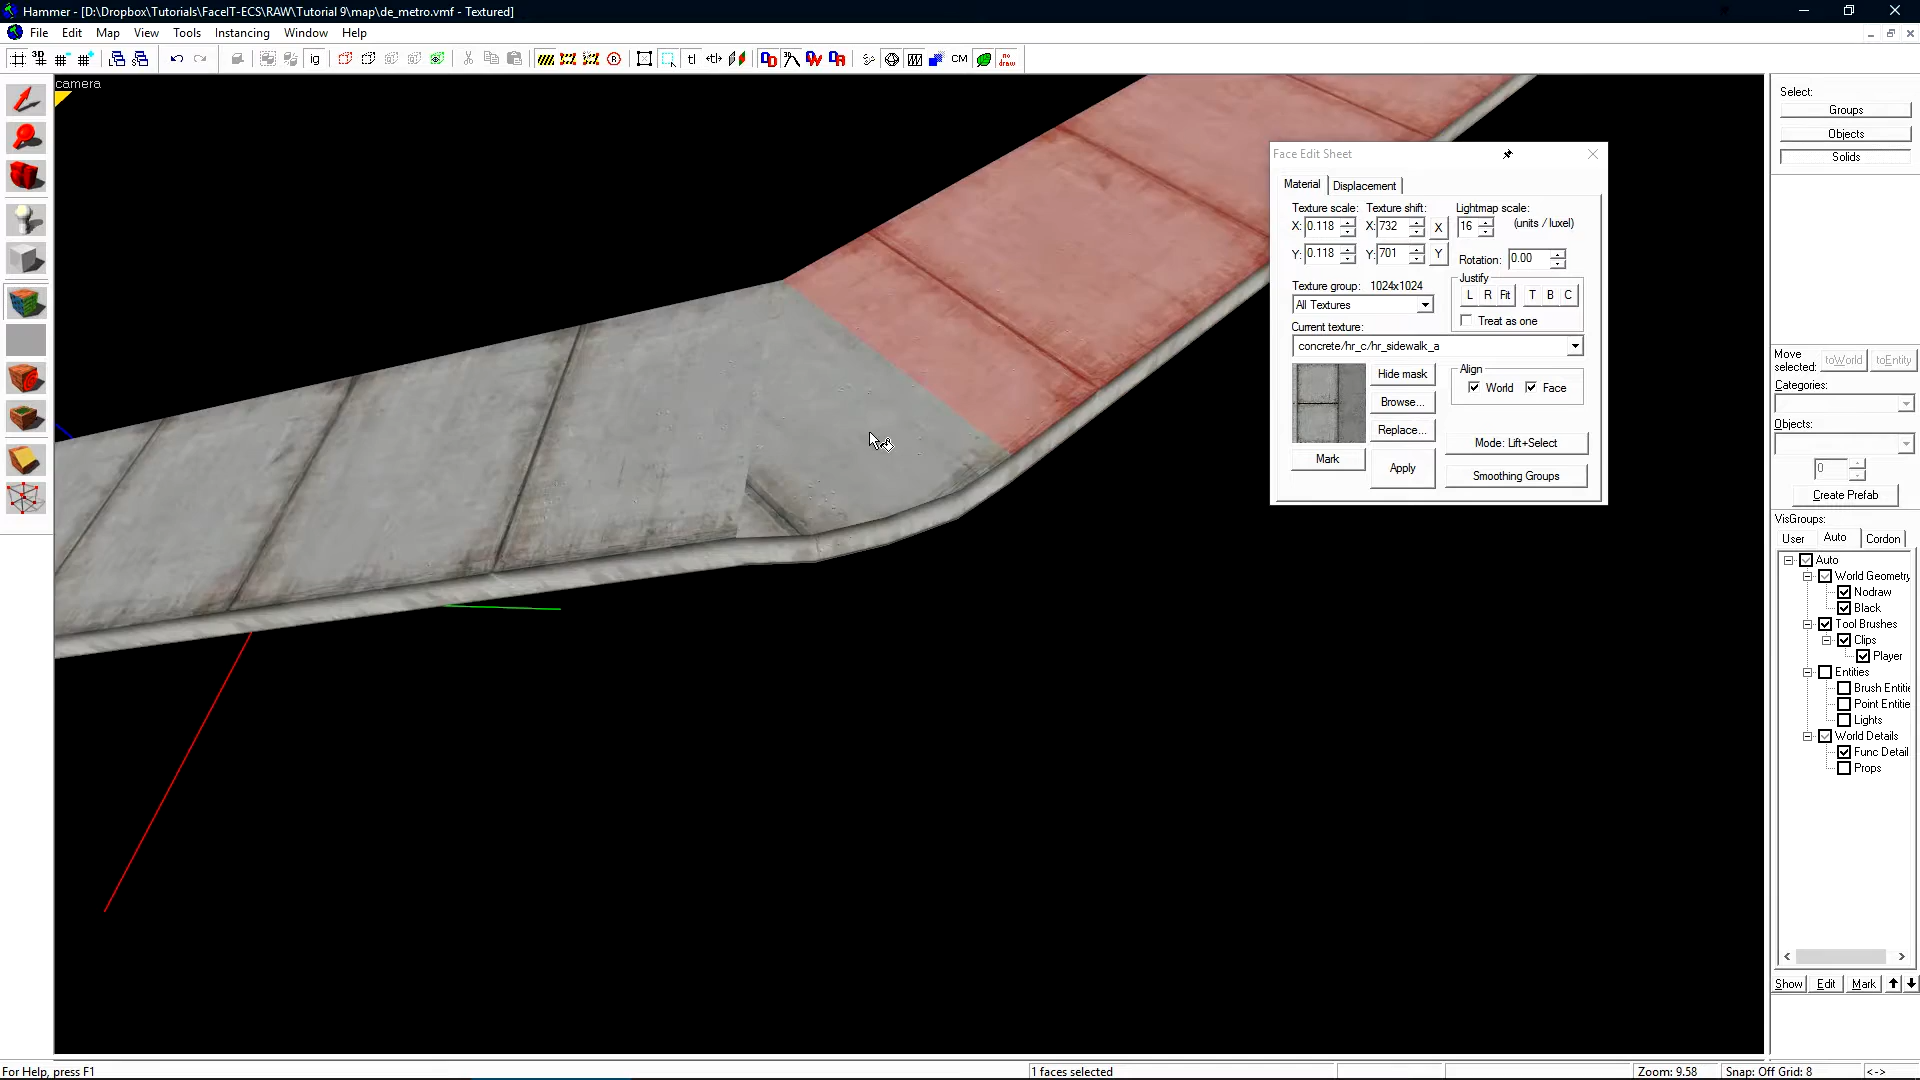 Hammer - [D:\Dropbox\Tutorials\FaceIT-ECS\RAW\Tutorial 9\map\de_metro.vmf - Textured]
File Edit Map View Tools Instancing Window Help
3D ig tl CM no draw
camera
Select:
Groups
Objects
Solids
Face Edit Sheet
Material Displacement
Texture scale: Texture shift: Lightmap scale:
X: 0.118 X: 732 X 16 (units / luxel)
Y: 0.118 Y: 701 Y Rotation: 0.00
Texture group: 1024x1024 Justify
All Textures L R Fit T B C
Current texture: Treat as one
concrete/hr_c/hr_sidewalk_a
Hide mask Align
Browse... World Face
Replace... Mode: Lift+Select
Mark Apply Smoothing Groups
Move selected: toWorld toEntity
Categories:
Objects:
0
Create Prefab
VisGroups:
User Auto Cordon
Auto
World Geometry
Nodraw
Black
Tool Brushes
Clips
Player
Entities
Brush Entitie
Point Entitie
Lights
World Details
Func Detail
Props
Show Edit Mark
For Help, press F1 1 faces selected Zoom: 9.58 Snap: Off Grid: 8 <->